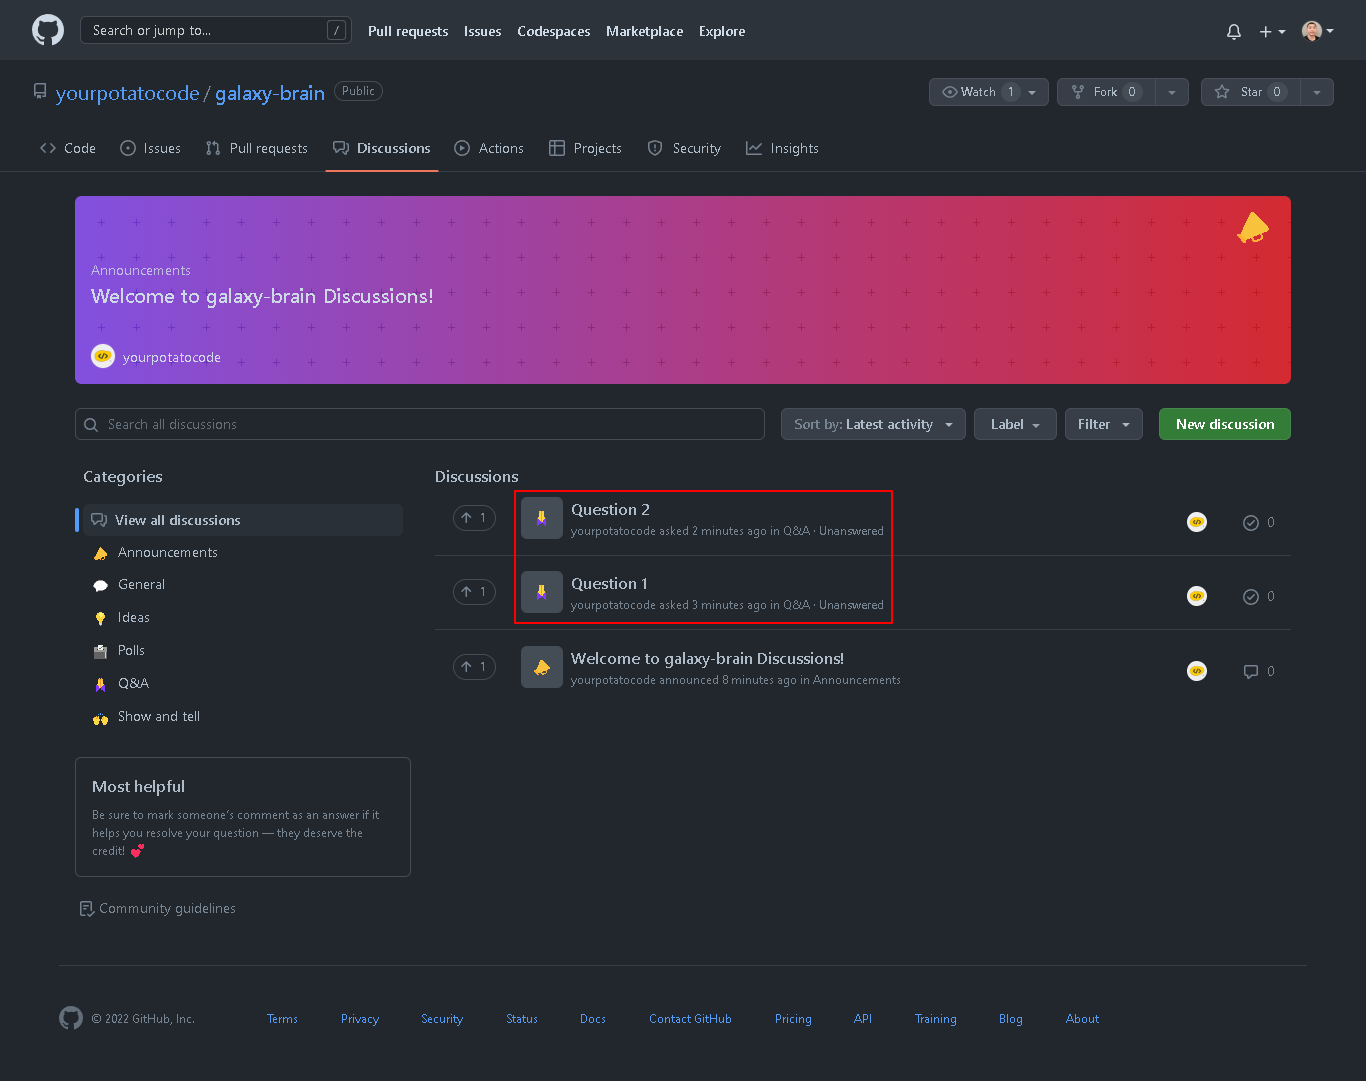 Search or jump to... /
Pull requests Issues Codespaces Marketplace Explore
yourpotatocode / galaxy-brain Public
Watch 1 Fork 0 Star 0
Code Issues Pull requests Discussions Actions Projects Security Insights
Announcements
Welcome to galaxy-brain Discussions!
yourpotatocode
Search all discussions
Sort by: Latest activity Label Filter New discussion
Categories
View all discussions
Announcements
General
Ideas
Polls
Q&A
Show and tell
Most helpful
Be sure to mark someone’s comment as an answer if it
helps you resolve your question — they deserve the
credit! 💕
Community guidelines
Discussions
1 Question 2
yourpotatocode asked 2 minutes ago in Q&A · Unanswered
0
1 Question 1
yourpotatocode asked 3 minutes ago in Q&A · Unanswered
0
1 Welcome to galaxy-brain Discussions!
yourpotatocode announced 8 minutes ago in Announcements
0
© 2022 GitHub, Inc. Terms Privacy Security Status Docs Contact GitHub Pricing API Training Blog About